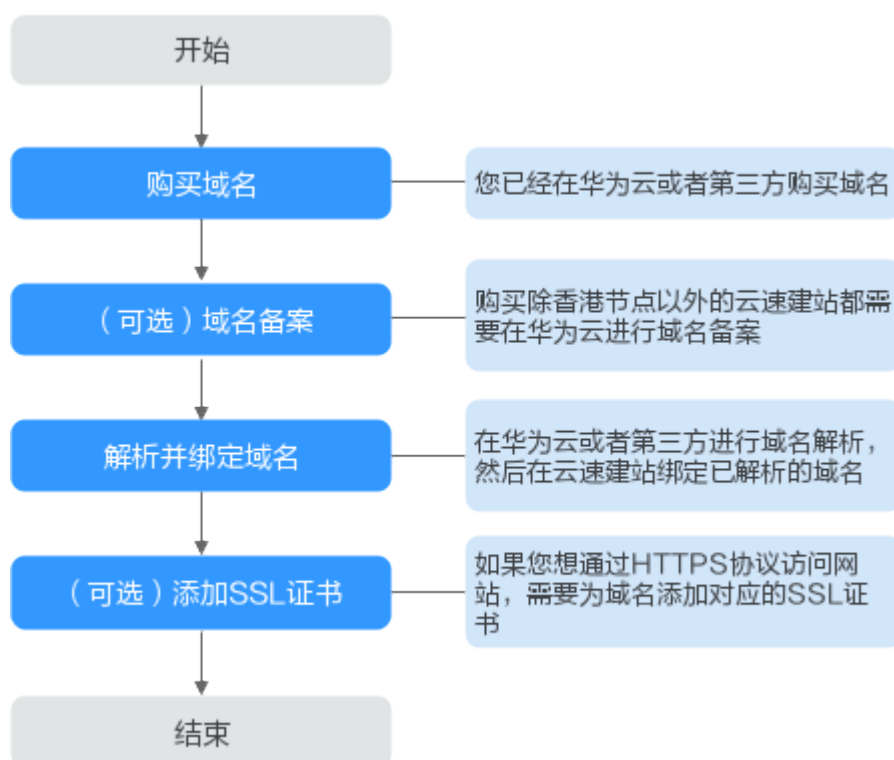 开始
购买域名
您已经在华为云或者第三方购买域名
（可选）域名备案
购买除香港节点以外的云速建站都需
要在华为云进行域名备案
解析并绑定域名
在华为云或者第三方进行域名解析，
然后在云速建站绑定已解析的域名
（可选）添加SSL证书
如果您想通过HTTPS协议访问网
站，需要为域名添加对应的SSL证
书
结束